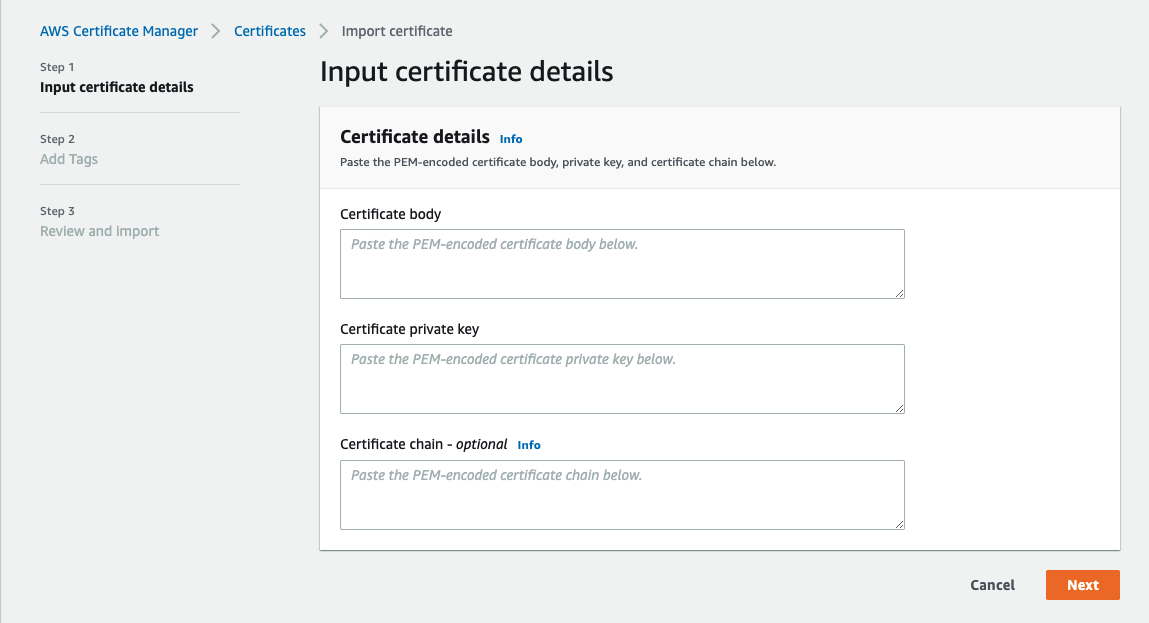 AWS Certificate Manager > Certificates > Import certificate
Step 1
Input certificate details
Step 2
Add Tags
Step 3
Review and import
Input certificate details
Certificate details Info
Paste the PEM-encoded certificate body, private key, and certificate chain below.
Certificate body
Paste the PEM-encoded certificate body below.
Certificate private key
Paste the PEM-encoded certificate private key below.
Certificate chain - optional Info
Paste the PEM-encoded certificate chain below.
Cancel Next